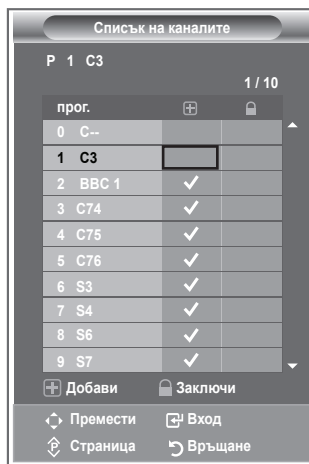 Списък на каналите
P 1 C3
1 / 10
прог.
0 C--
1 C3
2 BBC 1
3 C74
4 C75
5 C76
6 S3
7 S4
8 S6
9 S7
Добави Заключи
Премести Вход
Страница Връщане